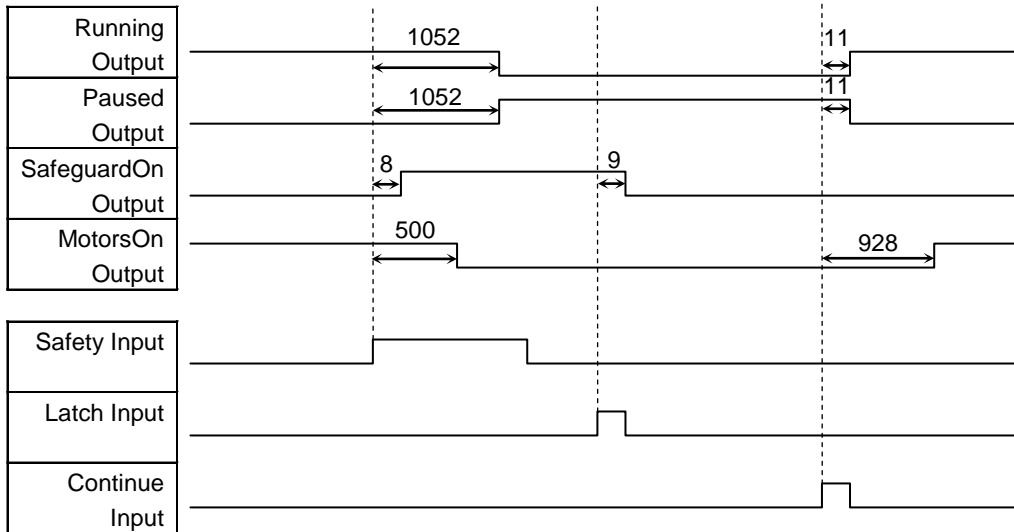 Running
Output
1052
11
Paused
Output
1052
11
SafeguardOn
Output
8
9
MotorsOn
Output
500
928
Safety Input
Latch Input
Continue
Input